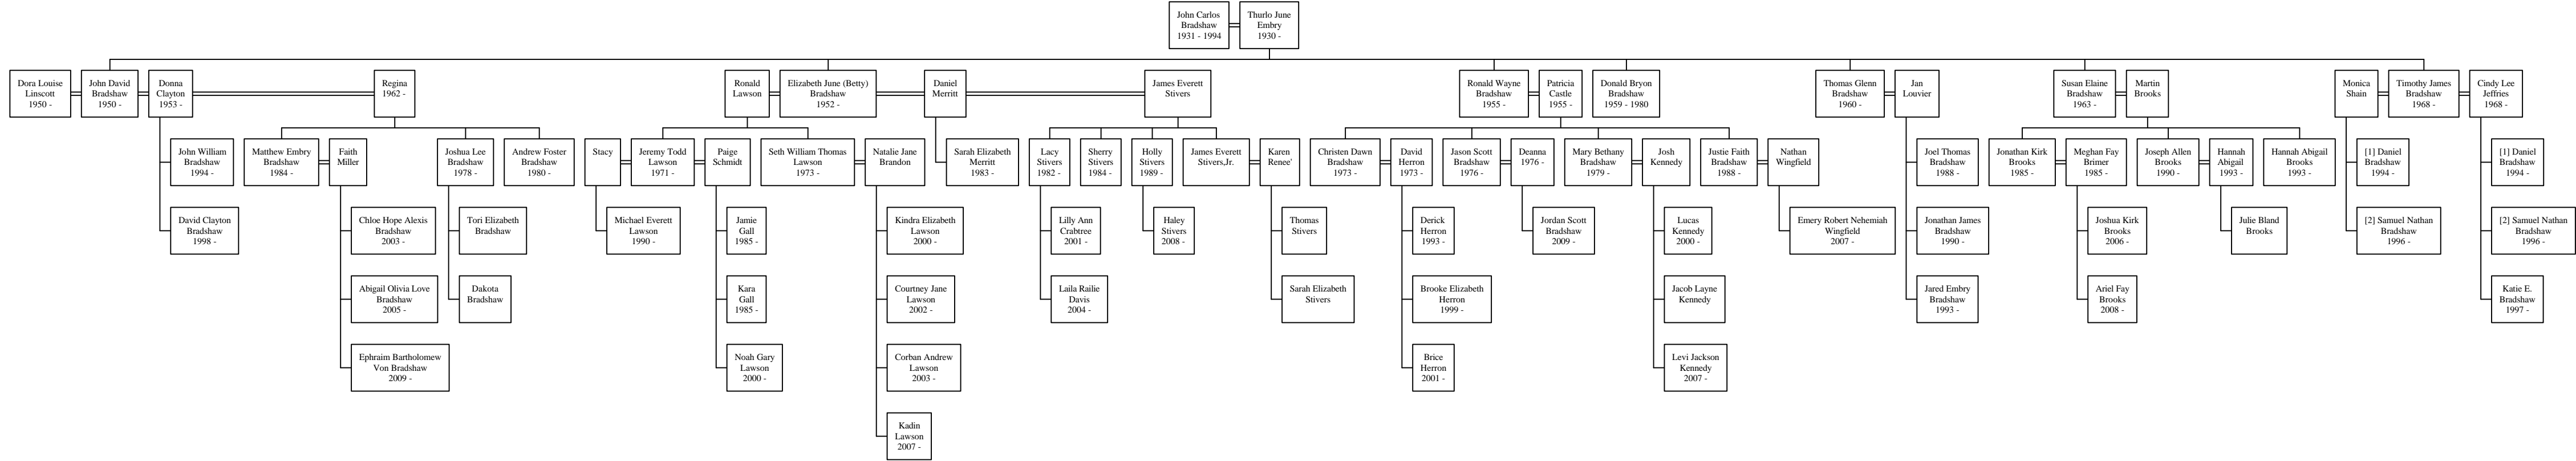 John Carlos
Bradshaw
1931 - 1994
Thurlo June
Embry
1930 -
Dora Louise
Linscott
1950 -
John David
Bradshaw
1950 -
Donna
Clayton
1953 -
Regina
1962 -
Ronald
Lawson
Elizabeth June (Betty)
Bradshaw
1952 -
Daniel
Merritt
James Everett
Stivers
Ronald Wayne
Bradshaw
1955 -
Patricia
Castle
1955 -
Donald Bryon
Bradshaw
1959 - 1980
Thomas Glenn
Bradshaw
1960 -
Jan
Louvier
Susan Elaine
Bradshaw
1963 -
Martin
Brooks
Monica
Shain
Timothy James
Bradshaw
1968 -
Cindy Lee
Jeffries
1968 -
John William
Bradshaw
1994 -
Matthew Embry
Bradshaw
1984 -
Faith
Miller
Joshua Lee
Bradshaw
1978 -
Andrew Foster
Bradshaw
1980 -
Stacy
Jeremy Todd
Lawson
1971 -
Paige
Schmidt
Seth William Thomas
Lawson
1973 -
Natalie Jane
Brandon
Sarah Elizabeth
Merritt
1983 -
Lacy
Stivers
1982 -
Sherry
Stivers
1984 -
Holly
Stivers
1989 -
James Everett
Stivers,Jr.
Karen
Renee'
Christen Dawn
Bradshaw
1973 -
David
Herron
1973 -
Jason Scott
Bradshaw
1976 -
Deanna
1976 -
Mary Bethany
Bradshaw
1979 -
Josh
Kennedy
Justie Faith
Bradshaw
1988 -
Nathan
Wingfield
Joel Thomas
Bradshaw
1988 -
Jonathan Kirk
Brooks
1985 -
Meghan Fay
Brimer
1985 -
Joseph Allen
Brooks
1990 -
Hannah
Abigail
1993 -
Hannah Abigail
Brooks
1993 -
[1] Daniel
Bradshaw
1994 -
[1] Daniel
Bradshaw
1994 -
David Clayton
Bradshaw
1998 -
Chloe Hope Alexis
Bradshaw
2003 -
Tori Elizabeth
Bradshaw
Michael Everett
Lawson
1990 -
Jamie
Gall
1985 -
Kindra Elizabeth
Lawson
2000 -
Lilly Ann
Crabtree
2001 -
Haley
Stivers
2008 -
Thomas
Stivers
Derick
Herron
1993 -
Jordan Scott
Bradshaw
2009 -
Lucas
Kennedy
2000 -
Emery Robert Nehemiah
Wingfield
2007 -
Jonathan James
Bradshaw
1990 -
Joshua Kirk
Brooks
2006 -
Julie Bland
Brooks
[2] Samuel Nathan
Bradshaw
1996 -
[2] Samuel Nathan
Bradshaw
1996 -
Abigail Olivia Love
Bradshaw
2005 -
Dakota
Bradshaw
Kara
Gall
1985 -
Courtney Jane
Lawson
2002 -
Laila Railie
Davis
2004 -
Sarah Elizabeth
Stivers
Brooke Elizabeth
Herron
1999 -
Jacob Layne
Kennedy
Jared Embry
Bradshaw
1993 -
Ariel Fay
Brooks
2008 -
Katie E.
Bradshaw
1997 -
Ephraim Bartholomew
Von Bradshaw
2009 -
Noah Gary
Lawson
2000 -
Corban Andrew
Lawson
2003 -
Brice
Herron
2001 -
Levi Jackson
Kennedy
2007 -
Kadin
Lawson
2007 -